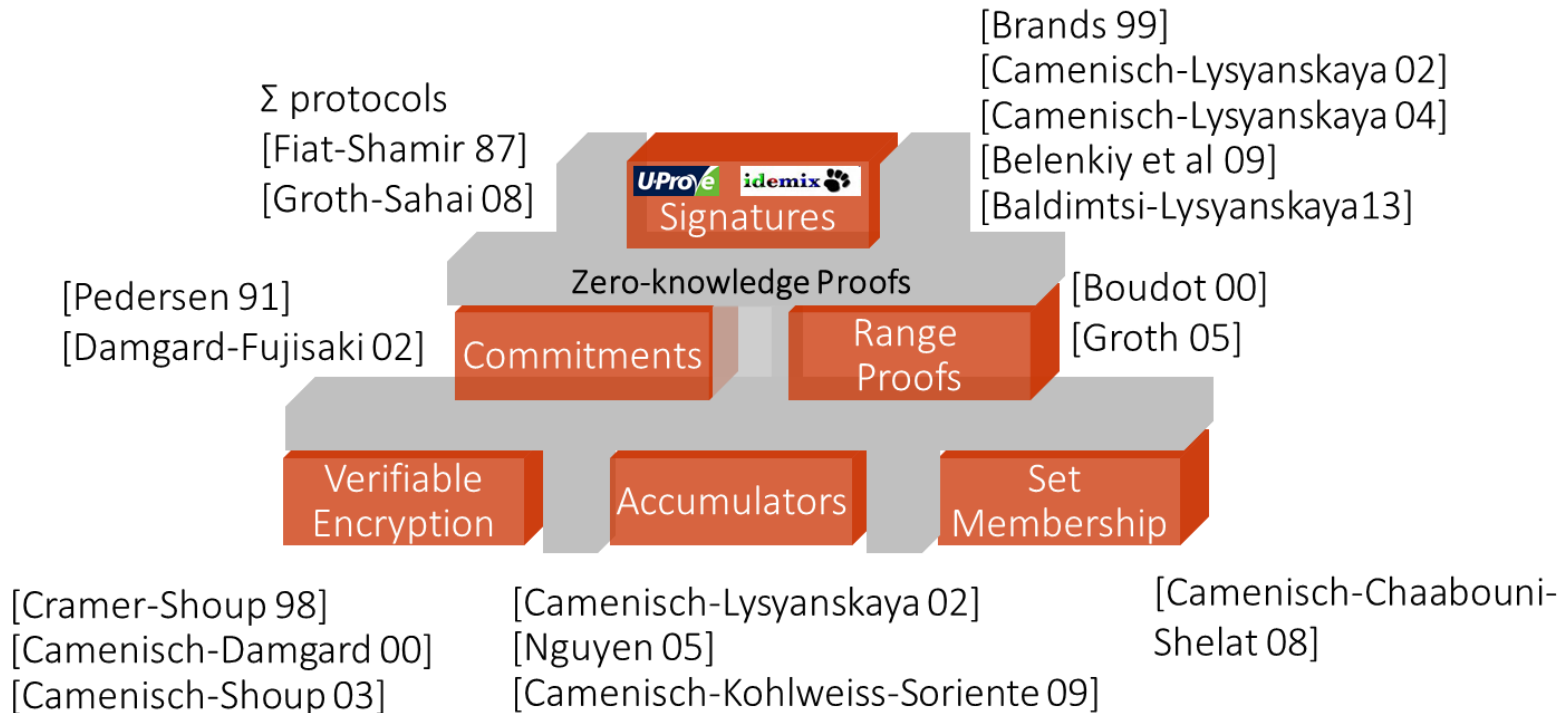 [Brands 99]
[Camenisch-Lysyanskaya 02]
[Camenisch-Lysyanskaya 04]
[Belenkiy et al 09]
[Baldimtsi-Lysyanskaya13]
Σ protocols
[Fiat-Shamir 87]
[Groth-Sahai 08]
U-Prove idemix
Signatures
Zero-knowledge Proofs
[Pedersen 91]
[Damgard-Fujisaki 02]
Commitments
Range
Proofs
[Boudot 00]
[Groth 05]
Verifiable
Encryption
Accumulators
Set
Membership
[Cramer-Shoup 98]
[Camenisch-Damgard 00]
[Camenisch-Shoup 03]
[Camenisch-Lysyanskaya 02]
[Nguyen 05]
[Camenisch-Kohlweiss-Soriente 09]
[Camenisch-Chaabouni-
Shelat 08]